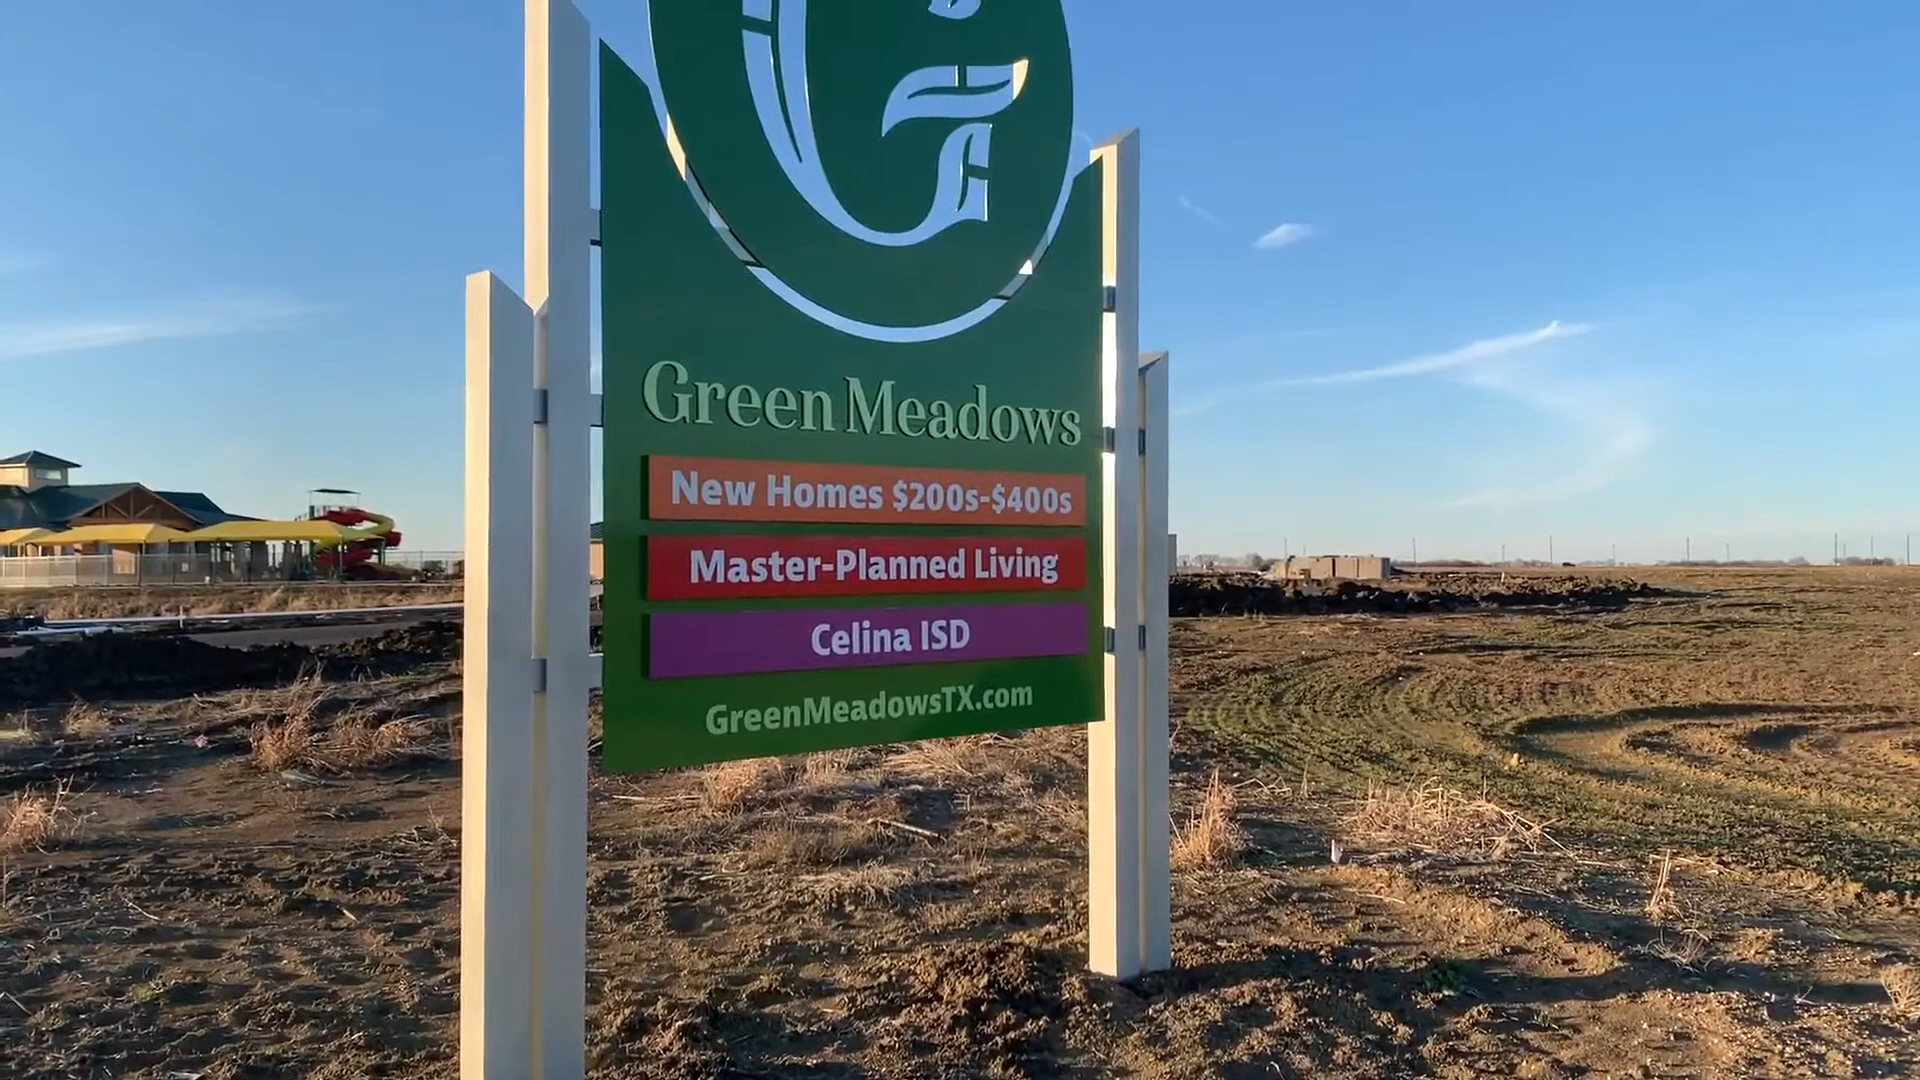 G
Green Meadows
New Homes $200s-$400s
Master-Planned Living
Celina ISD
GreenMeadowsTX.com